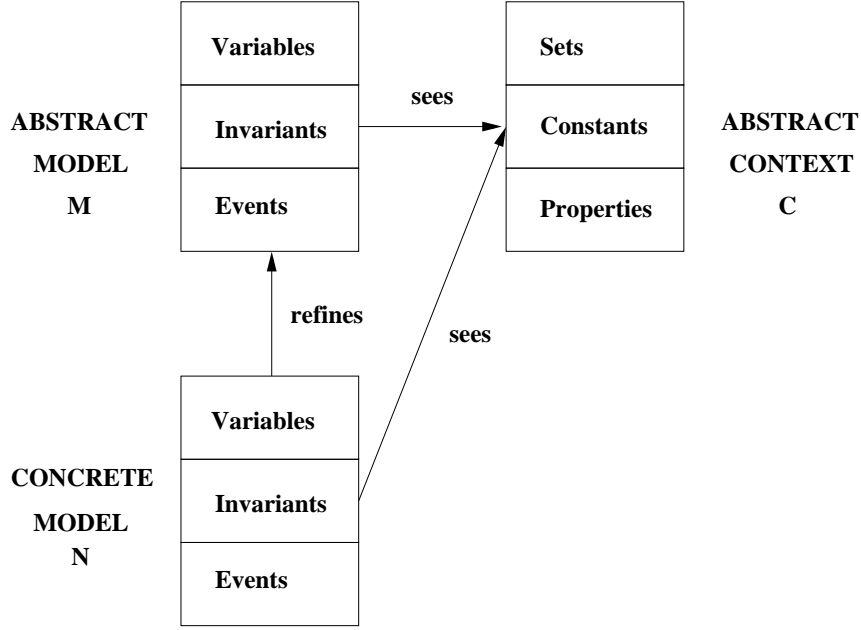 Variables
Invariants
Events
ABSTRACT
MODEL
M
sees
Sets
Constants
Properties
ABSTRACT
CONTEXT
C
refines
sees
CONCRETE
MODEL
N
Variables
Invariants
Events